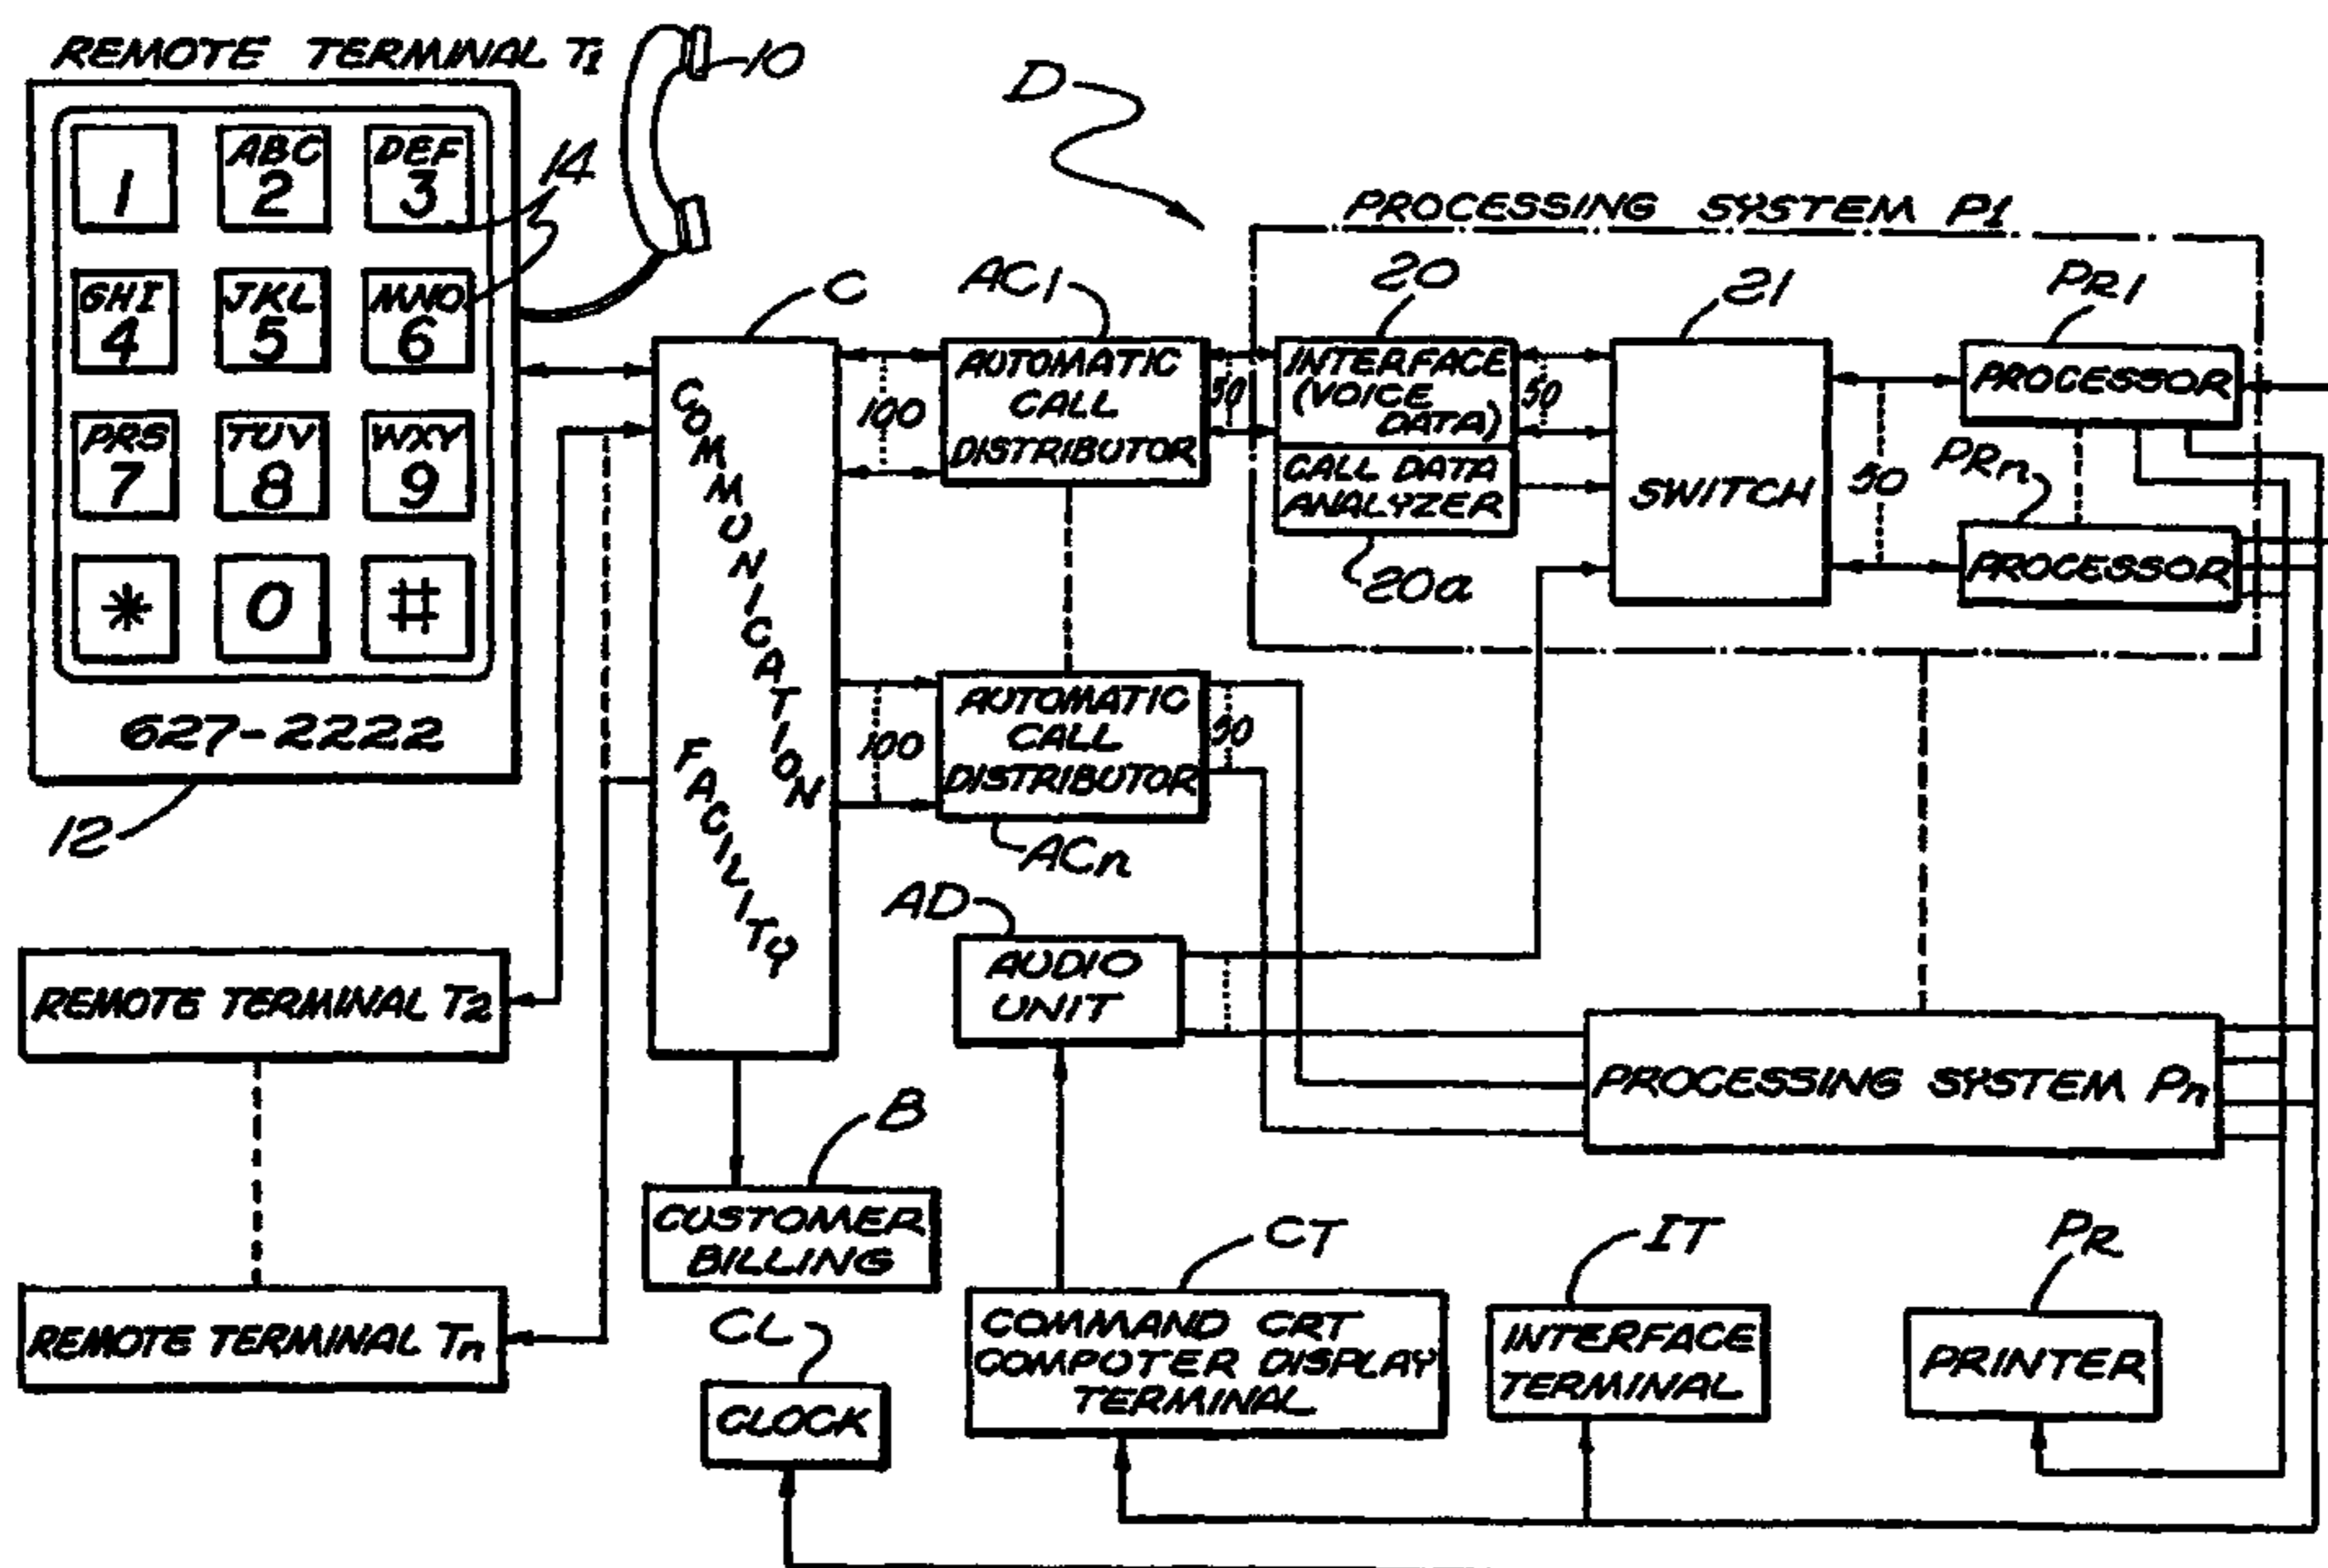 REMOTE TERMINAL T1
10
1
ABC
2
DEF
3
14
GHI
4
JKL
5
MNO
6
PRS
7
TUV
8
WXY
9
*
0
#
627-2222
12
REMOTE TERMINAL T2
REMOTE TERMINAL Tn
D
C
COMMUNICATION
FACILITY
100
AC1
AUTOMATIC
CALL
DISTRIBUTOR
50
PROCESSING SYSTEM P1
20
INTERFACE
(VOICE
DATA)
CALL DATA
ANALYZER
20a
50
21
SWITCH
50
PR1
PROCESSOR
PRn
PROCESSOR
100
AUTOMATIC
CALL
DISTRIBUTOR
ACn
50
AD
AUDIO
UNIT
PROCESSING SYSTEM Pn
B
CUSTOMER
BILLING
CL
CLOCK
CT
COMMAND CRT
COMPUTER DISPLAY
TERMINAL
IT
INTERFACE
TERMINAL
PR
PRINTER